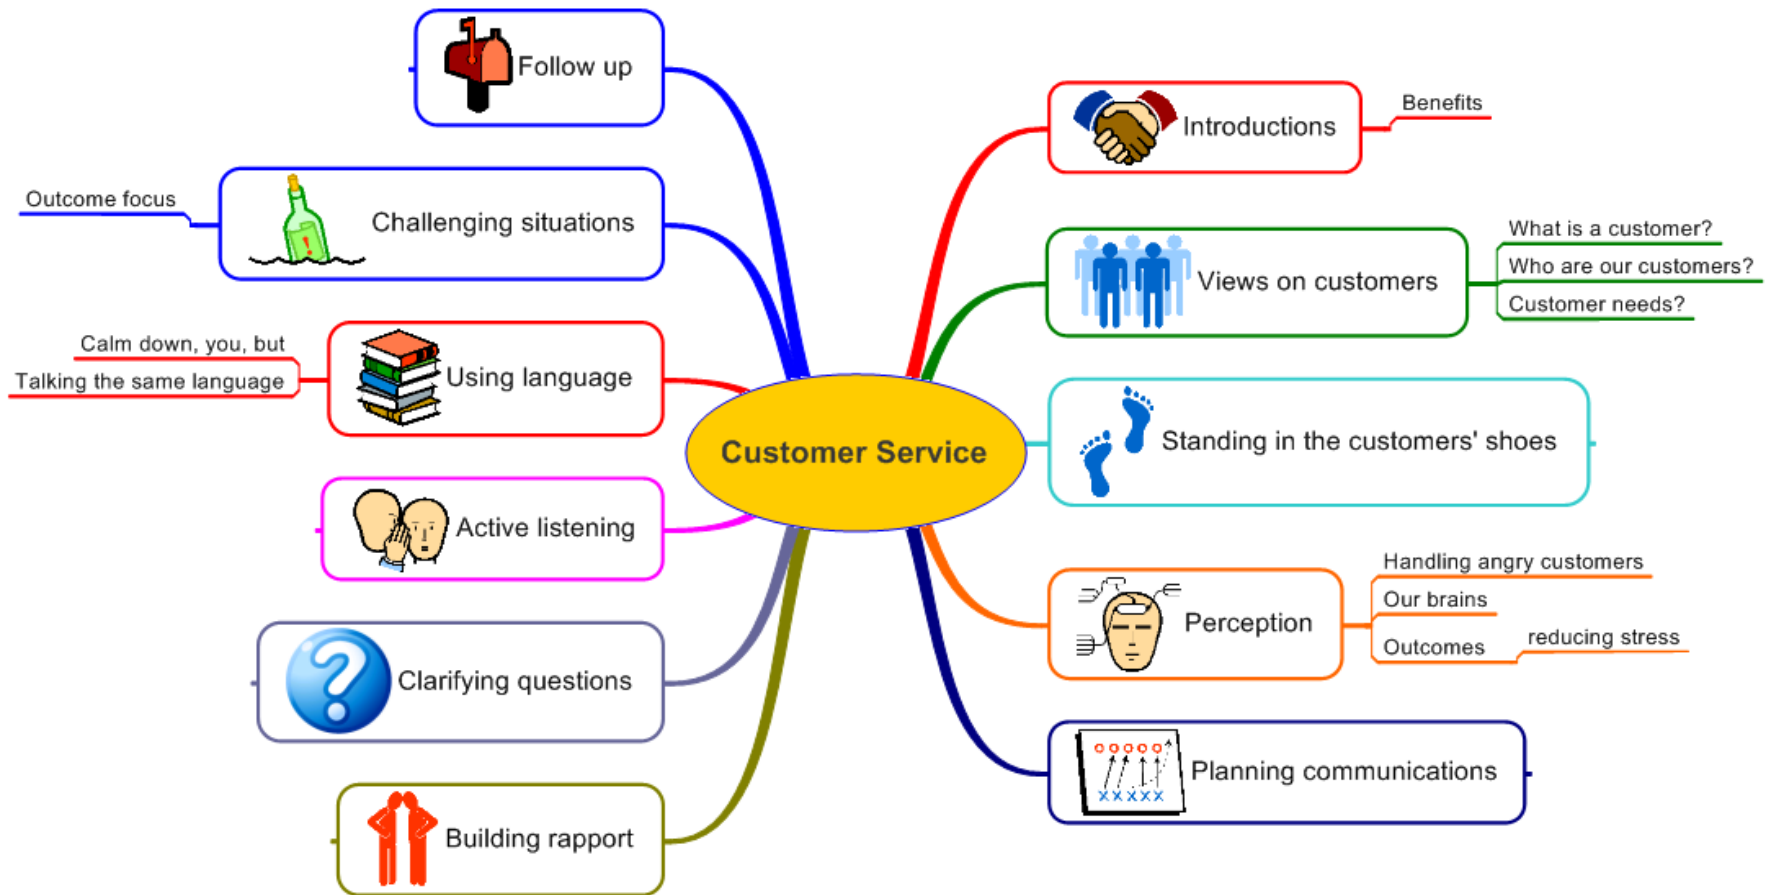 Customer Service
Introductions
Benefits
Views on customers
What is a customer?
Who are our customers?
Customer needs?
Standing in the customers' shoes
Perception
Handling angry customers
Our brains
Outcomes
reducing stress
Planning communications
Building rapport
Clarifying questions
Active listening
Using language
Calm down, you, but
Talking the same language
Challenging situations
Outcome focus
Follow up